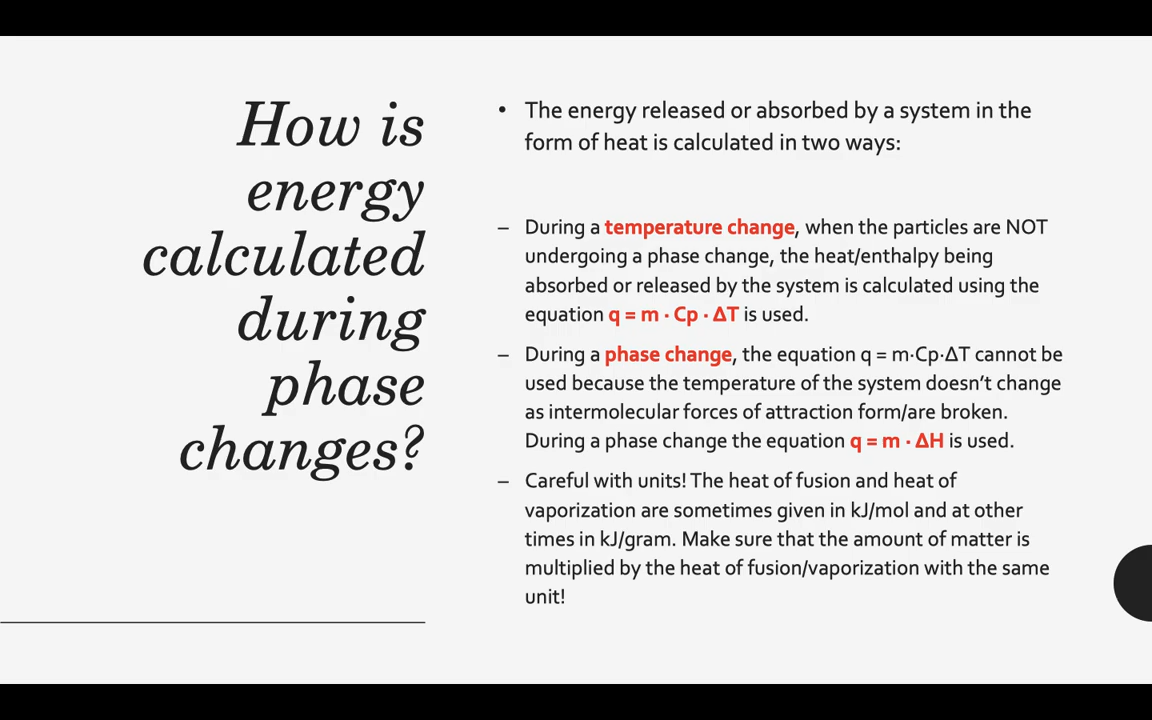 How is
energy
calculated
during
phase
changes?
• The energy released or absorbed by a system in the
form of heat is calculated in two ways:
– During a temperature change, when the particles are NOT
undergoing a phase change, the heat/enthalpy being
absorbed or released by the system is calculated using the
equation q = m · Cp · ΔT is used.
– During a phase change, the equation q = m·Cp·ΔT cannot be
used because the temperature of the system doesn’t change
as intermolecular forces of attraction form/are broken.
During a phase change the equation q = m · ΔH is used.
– Careful with units! The heat of fusion and heat of
vaporization are sometimes given in kJ/mol and at other
times in kJ/gram. Make sure that the amount of matter is
multiplied by the heat of fusion/vaporization with the same
unit!